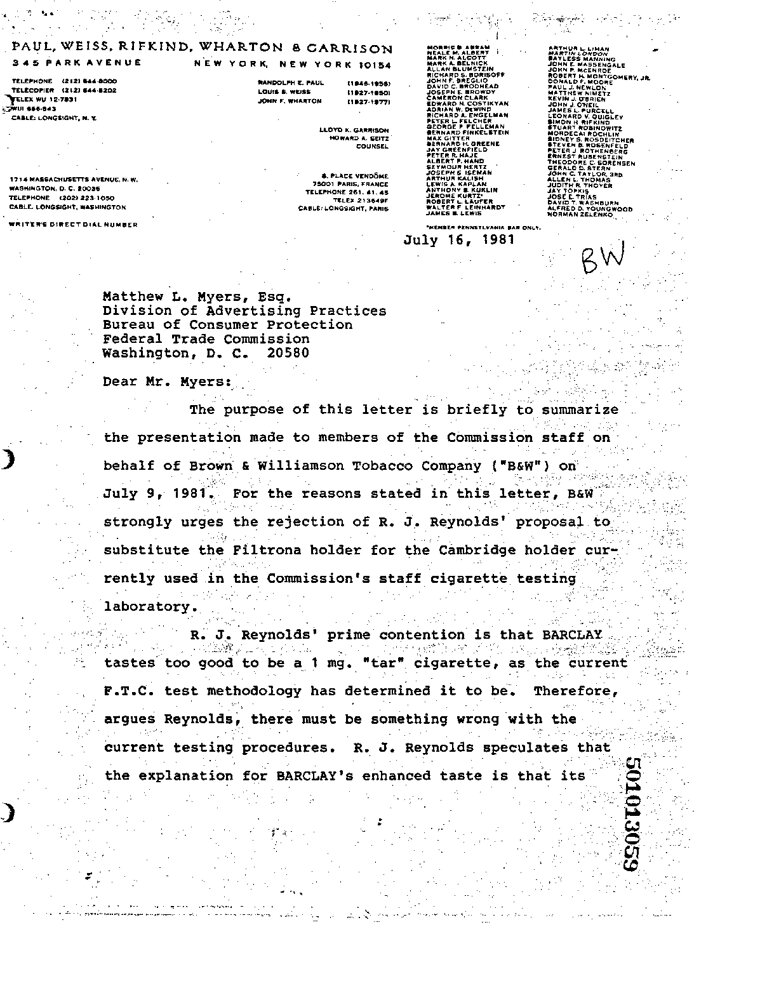 PAUL, WEISS, RIFKIND, WHARTON & GARRISON
345 PARK AVENUE NEW YORK, NEW YORK 10154
TELEPHONE (212) 644-8000
TELECOPIER (212) 644-8202
TELEX WU 12-7831
WUI 666-843
CABLE: LONGSIGHT, N. Y.
RANDOLPH E. PAUL (1946-1956)
LOUIS S. WEISS (1927-1950)
JOHN F. WHARTON (1927-1977)
LLOYD K. GARRISON
HOWARD A. SEITZ
COUNSEL
1714 MASSACHUSETTS AVENUE, N. W.
WASHINGTON, D. C. 20036
TELEPHONE (202) 223-1050
CABLE: LONGSIGHT, WASHINGTON
8, PLACE VENDÔME
75001 PARIS, FRANCE
TELEPHONE 261. 61. 45
TELEX 213649F
CABLE: LONGSIGHT, PARIS
WRITER'S DIRECT DIAL NUMBER
MORRIS B. ABRAM
NEALE M. ALBERT
MARK H. ALCOTT
MARK A. BELNICK
ALLAN BLUMSTEIN
RICHARD S. BORISOFF
JOHN F. BREGLIO
DAVID C. BRODHEAD
JOSEPH E. BROWDY
CAMERON CLARK
EDWARD N. COSTIKYAN
ADRIAN W. DEWIND
RICHARD A. ENGELMAN
PETER L. FELCHER
GEORGE P. FELLEMAN
BERNARD FINKELSTEIN
MAX GITTER
BERNARD H. GREENE
JAY GREENFIELD
PETER R. HAJE
ALBERT P. HAND
SEYMOUR HERTZ
JOSEPH S. ISEMAN
ARTHUR KALISH
LEWIS A. KAPLAN
ANTHONY B. KUKLIN
JEROME KURTZ*
ROBERT L. LAUFER
WALTER F. LEINHARDT
JAMES B. LEWIS
ARTHUR L. LIMAN
MARTIN LONDON
BAYLESS MANNING
JOHN E. MASSENGALE
JOHN P. McENROE
ROBERT H. MONTGOMERY, JR.
DONALD F. MOORE
PAUL J. NEWLON
MATTHEW NIMETZ
KEVIN J. O'BRIEN
JOHN J. O'NEIL
JAMES L. PURCELL
LEONARD V. QUIGLEY
SIMON H. RIFKIND
STUART ROBINOWITZ
MORDECAI ROCHLIN
SIDNEY S. ROSDEITCHER
STEVEN B. ROSENFELD
PETER J. ROTHENBERG
ERNEST RUBENSTEIN
THEODORE C. SORENSEN
GERALD D. STERN
JOHN C. TAYLOR, 3RD
ALLEN L. THOMAS
JUDITH R. THOYER
JAY TOPKIS
JOSE E. TRIAS
DAVID T. WASHBURN
ALFRED D. YOUNGWOOD
NORMAN ZELENKO
*MEMBER PENNSYLVANIA BAR ONLY.
July 16, 1981
BW
Matthew L. Myers, Esq.
Division of Advertising Practices
Bureau of Consumer Protection
Federal Trade Commission
Washington, D. C. 20580
Dear Mr. Myers:
The purpose of this letter is briefly to summarize
the presentation made to members of the Commission staff on
behalf of Brown & Williamson Tobacco Company ("B&W") on
July 9, 1981. For the reasons stated in this letter, B&W
strongly urges the rejection of R. J. Reynolds' proposal to
substitute the Filtrona holder for the Cambridge holder cur-
rently used in the Commission's staff cigarette testing
laboratory.
R. J. Reynolds' prime contention is that BARCLAY
tastes too good to be a 1 mg. "tar" cigarette, as the current
F.T.C. test methodology has determined it to be. Therefore,
argues Reynolds, there must be something wrong with the
current testing procedures. R. J. Reynolds speculates that
the explanation for BARCLAY's enhanced taste is that its
501013059